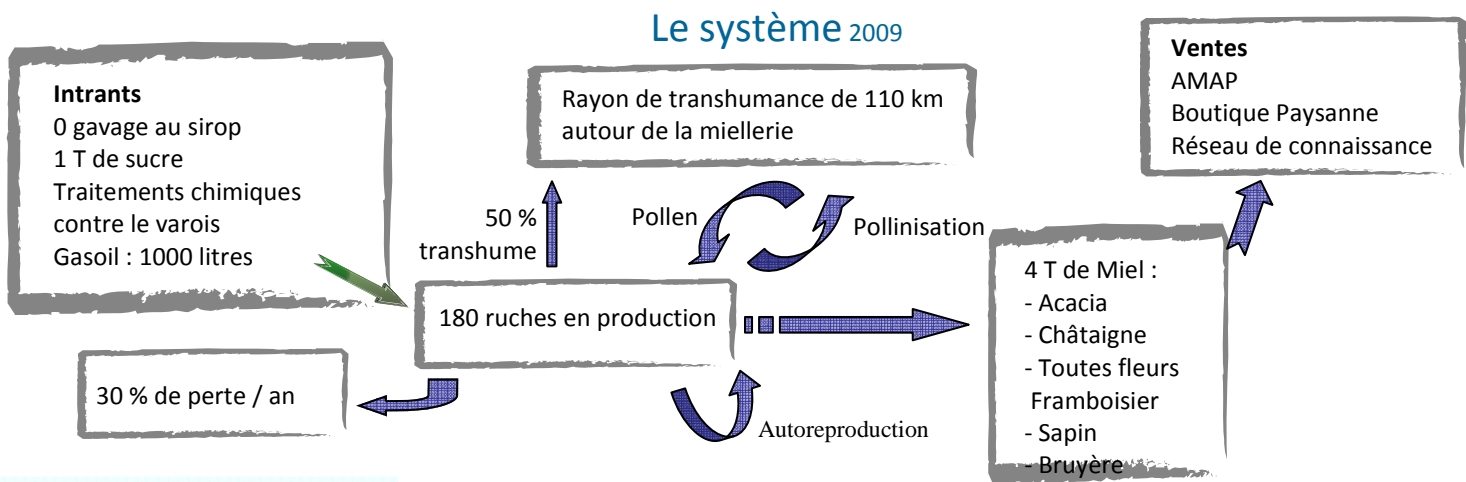 Le système 2009
Intrants
0 gavage au sirop
1 T de sucre
Traitements chimiques
contre le varois
Gasoil : 1000 litres
Rayon de transhumance de 110 km
autour de la miellerie
Ventes
AMAP
Boutique Paysanne
Réseau de connaissance
50 %
transhume
Pollen
Pollinisation
180 ruches en production
4 T de Miel :
- Acacia
- Châtaigne
- Toutes fleurs
Framboisier
- Sapin
- Bruyère
30 % de perte / an
Autoreproduction